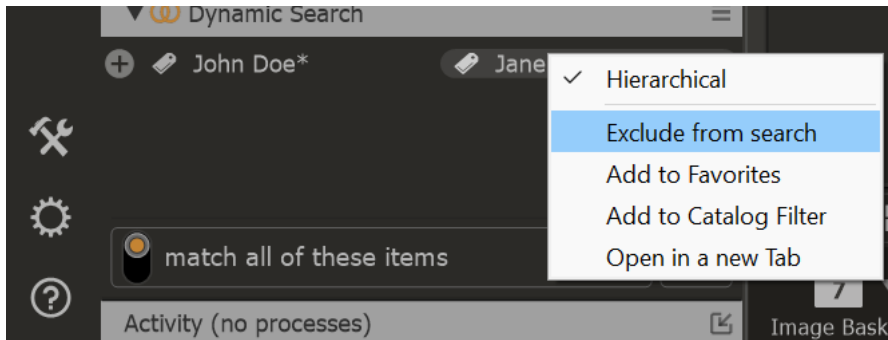 Dynamic Search
John Doe*
Jane
Hierarchical
Exclude from search
Add to Favorites
Add to Catalog Filter
Open in a new Tab
match all of these items
7
Activity (no processes)
Image Bask